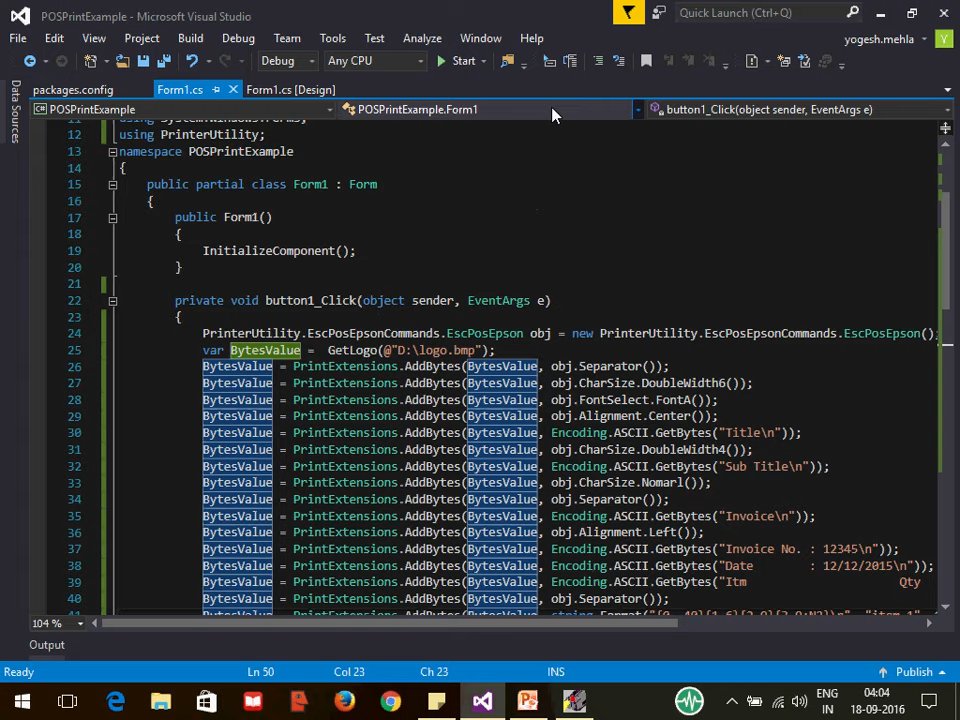 POSPrintExample - Microsoft Visual Studio
Quick Launch (Ctrl+Q)
File Edit View Project Build Debug Team Tools Test Analyze Window Help
yogesh.mehla Y
Debug Any CPU Start
Data Sources
packages.config Form1.cs Form1.cs [Design]
POSPrintExample POSPrintExample.Form1 button1_Click(object sender, EventArgs e)
12 using PrinterUtility;
13 namespace POSPrintExample
14 {
15 public partial class Form1 : Form
16 {
17 public Form1()
18 {
19 InitializeComponent();
20 }
21
22 private void button1_Click(object sender, EventArgs e)
23 {
24 PrinterUtility.EscPosEpsonCommands.EscPosEpson obj = new PrinterUtility.EscPosEpsonCommands.EscPosEpson();
25 var BytesValue = GetLogo(@"D:\logo.bmp");
26 BytesValue = PrintExtensions.AddBytes(BytesValue, obj.Separator());
27 BytesValue = PrintExtensions.AddBytes(BytesValue, obj.CharSize.DoubleWidth6());
28 BytesValue = PrintExtensions.AddBytes(BytesValue, obj.FontSelect.FontA());
29 BytesValue = PrintExtensions.AddBytes(BytesValue, obj.Alignment.Center());
30 BytesValue = PrintExtensions.AddBytes(BytesValue, Encoding.ASCII.GetBytes("Title\n"));
31 BytesValue = PrintExtensions.AddBytes(BytesValue, obj.CharSize.DoubleWidth4());
32 BytesValue = PrintExtensions.AddBytes(BytesValue, Encoding.ASCII.GetBytes("Sub Title\n"));
33 BytesValue = PrintExtensions.AddBytes(BytesValue, obj.CharSize.Nomarl());
34 BytesValue = PrintExtensions.AddBytes(BytesValue, obj.Separator());
35 BytesValue = PrintExtensions.AddBytes(BytesValue, Encoding.ASCII.GetBytes("Invoice\n"));
36 BytesValue = PrintExtensions.AddBytes(BytesValue, obj.Alignment.Left());
37 BytesValue = PrintExtensions.AddBytes(BytesValue, Encoding.ASCII.GetBytes("Invoice No. : 12345\n"));
38 BytesValue = PrintExtensions.AddBytes(BytesValue, Encoding.ASCII.GetBytes("Date : 12/12/2015\n"));
39 BytesValue = PrintExtensions.AddBytes(BytesValue, Encoding.ASCII.GetBytes("Itm Qty
40 BytesValue = PrintExtensions.AddBytes(BytesValue, obj.Separator());
104 %
Output
Ready Ln 50 Col 23 Ch 23 INS Publish
ENG 04:04
IN 18-09-2016